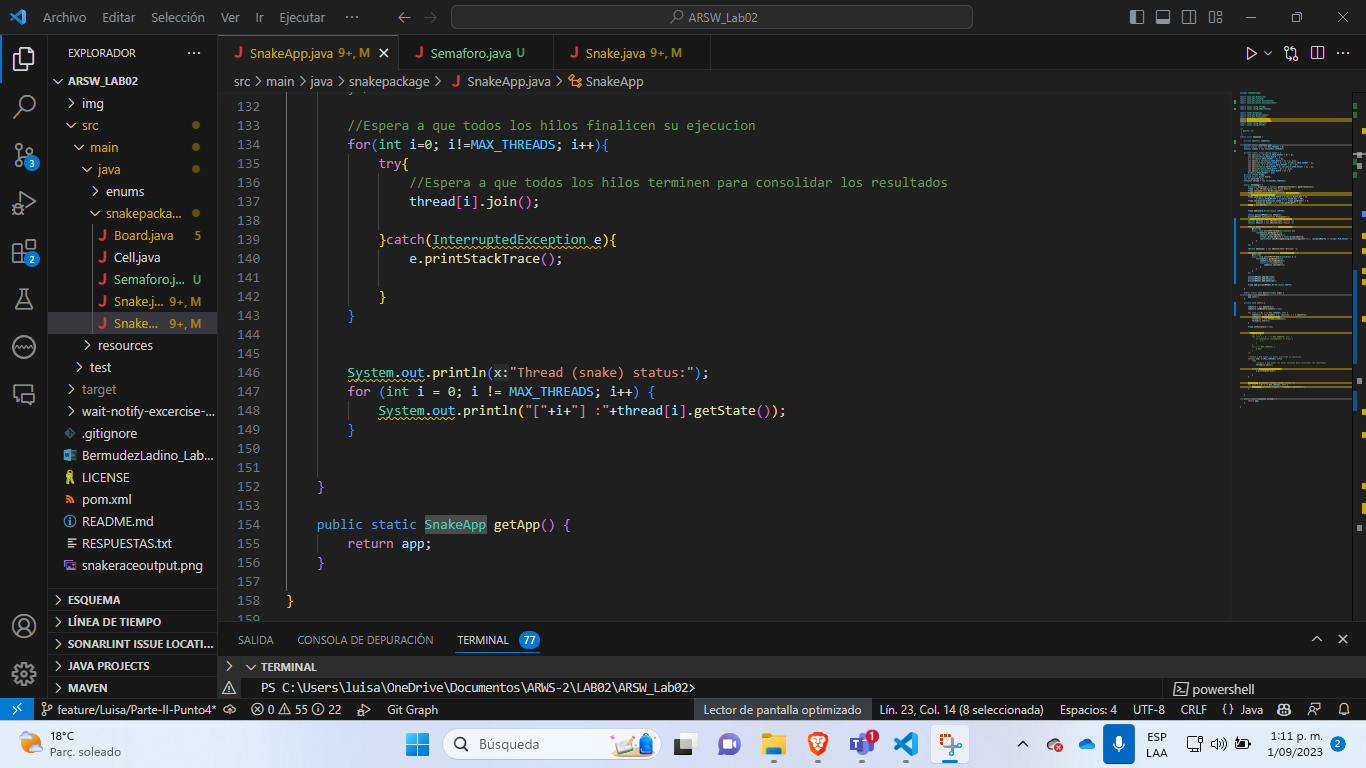 Archivo Editar Selección Ver Ir Ejecutar ··· ARSW_Lab02
EXPLORADOR ···
ARSW_LAB02
img
src
main
java
enums
snakepacka...
Board.java 5
Cell.java
Semaforo.j... U
Snake.j... 9+, M
Snake... 9+, M
resources
test
target
wait-notify-excercise-...
.gitignore
BermudezLadino_Lab...
LICENSE
pom.xml
README.md
RESPUESTAS.txt
snakeraceoutput.png
ESQUEMA
LÍNEA DE TIEMPO
SONARLINT ISSUE LOCATI...
JAVA PROJECTS
MAVEN
SnakeApp.java 9+, M Semaforo.java U Snake.java 9+, M
src > main > java > snakepackage > SnakeApp.java > SnakeApp
132
133 //Espera a que todos los hilos finalicen su ejecucion
134 for(int i=0; i!=MAX_THREADS; i++){
135 try{
136 //Espera a que todos los hilos terminen para consolidar los resultados
137 thread[i].join();
138
139 }catch(InterruptedException e){
140 e.printStackTrace();
141
142 }
143 }
144
145
146 System.out.println(x:"Thread (snake) status:");
147 for (int i = 0; i != MAX_THREADS; i++) {
148 System.out.println("["+i+"] :"+thread[i].getState());
149 }
150
151
152 }
153
154 public static SnakeApp getApp() {
155 return app;
156 }
157
158 }
159
SALIDA CONSOLA DE DEPURACIÓN TERMINAL 77
TERMINAL
PS C:\Users\luisa\OneDrive\Documentos\ARWS-2\LAB02\ARSW_Lab02>
powershell
3
2
feature/Luisa/Parte-II-Punto4* 0 55 22 Git Graph Lector de pantalla optimizado Lín. 23, Col. 14 (8 seleccionada) Espacios: 4 UTF-8 CRLF { } Java
18°C
Parc. soleado
Búsqueda
1
ESP
LAA
1:11 p. m.
1/09/2023
2